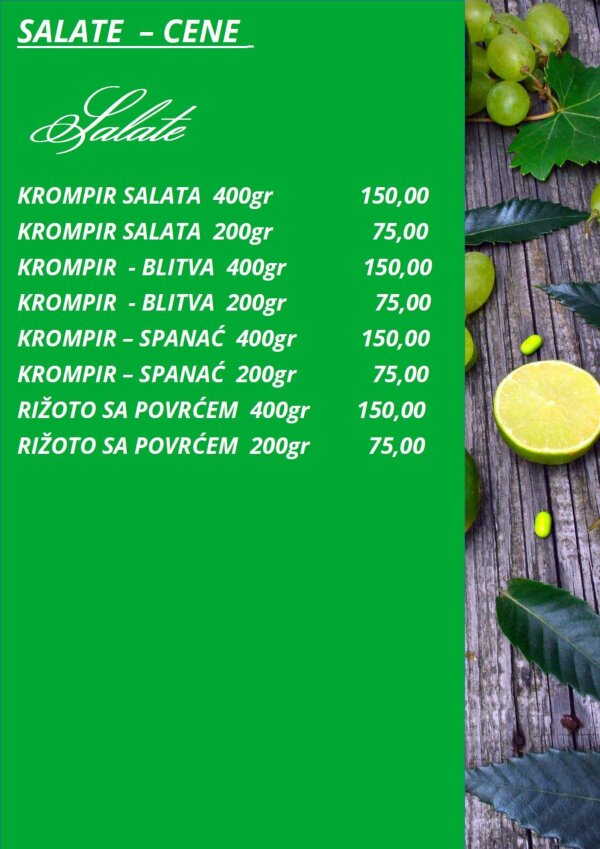 SALATE – CENE
Salate
KROMPIR SALATA 400gr 150,00
KROMPIR SALATA 200gr 75,00
KROMPIR - BLITVA 400gr 150,00
KROMPIR - BLITVA 200gr 75,00
KROMPIR – SPANAĆ 400gr 150,00
KROMPIR – SPANAĆ 200gr 75,00
RIŽOTO SA POVRĆEM 400gr 150,00
RIŽOTO SA POVRĆEM 200gr 75,00